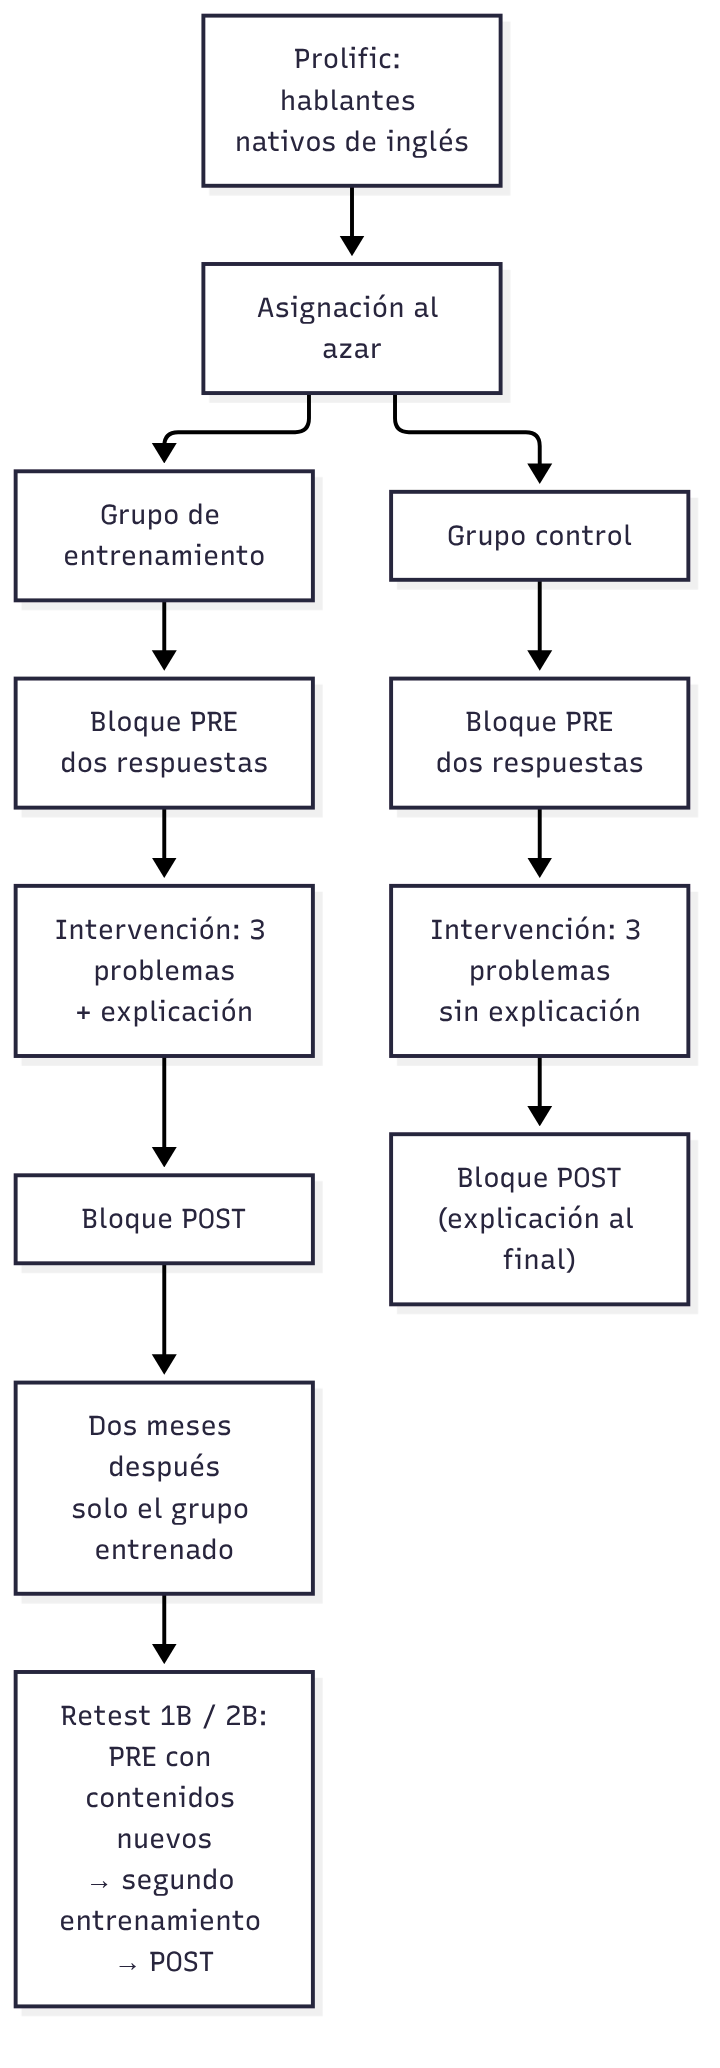 Prolific:
hablantes
nativos de inglés
Asignación al
azar
Grupo de
entrenamiento
Grupo control
Bloque PRE
dos respuestas
Bloque PRE
dos respuestas
Intervención: 3
problemas
+ explicación
Intervención: 3
problemas
sin explicación
Bloque POST
Bloque POST
(explicación al
final)
Dos meses
después
solo el grupo
entrenado
Retest 1B / 2B:
PRE con
contenidos
nuevos
→ segundo
entrenamiento
→ POST